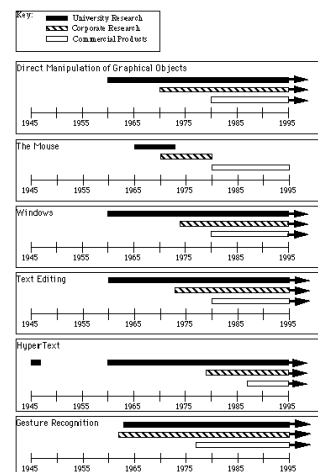 Key:
University Research
Corporate Research
Commercial Products
Direct Manipulation of Graphical Objects
1945 1955 1965 1975 1985 1995
The Mouse
1945 1955 1965 1975 1985 1995
Windows
1945 1955 1965 1975 1985 1995
Text Editing
1945 1955 1965 1975 1985 1995
HyperText
1945 1955 1965 1975 1985 1995
Gesture Recognition
1945 1955 1965 1975 1985 1995